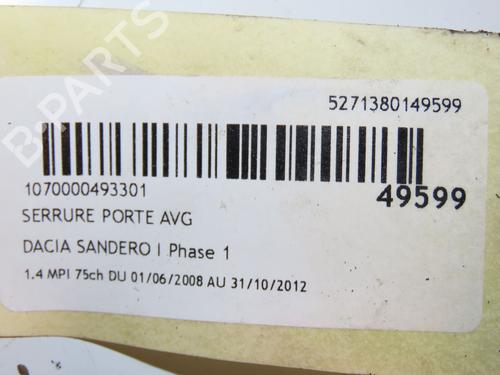 5271380149599
1070000493301
49599
SERRURE PORTE AVG
DACIA SANDERO I Phase 1
1.4 MPI 75ch DU 01/06/2008 AU 31/10/2012
B-PARTS